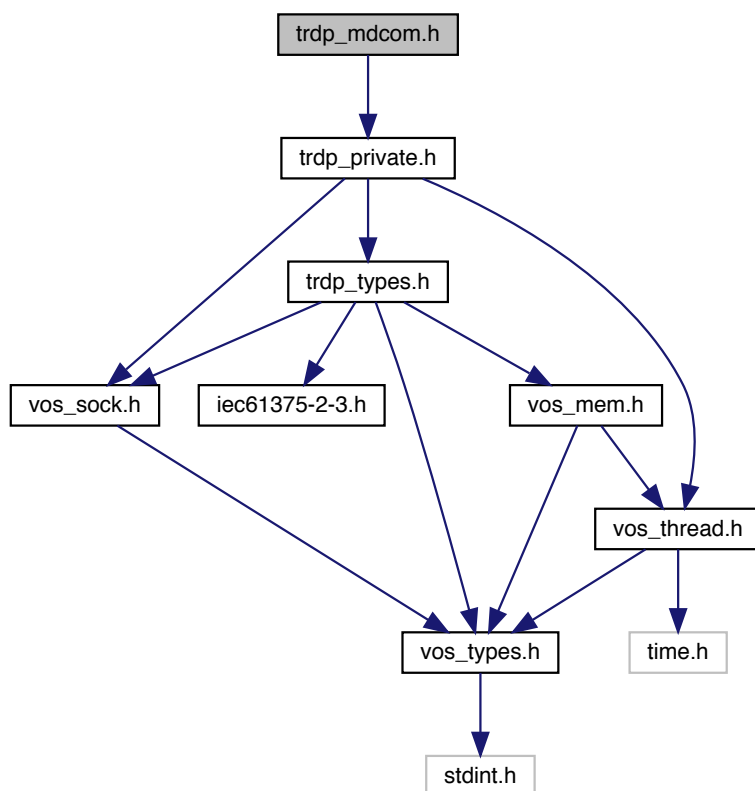 trdp_mdcom.h
trdp_private.h
trdp_types.h
vos_sock.h
iec61375-2-3.h
vos_mem.h
vos_thread.h
vos_types.h
time.h
stdint.h